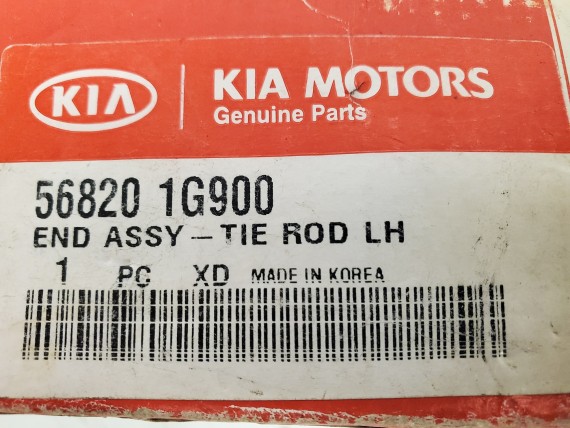 KIA
KIA MOTORS
Genuine Parts
56820 1G900
END ASSY - TIE ROD LH
1 PC XD MADE IN KOREA